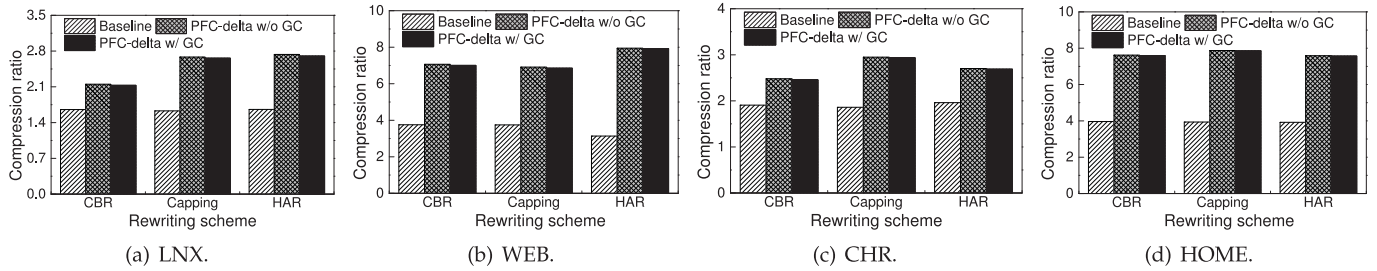 Compression ratio
3.5
2.8
2.1
1.4
0.7
0.0
Baseline PFC-delta w/o GC
PFC-delta w/ GC
CBR Capping HAR
Rewriting scheme
(a) LNX.
Compression ratio
10
8
6
4
2
0
Baseline PFC-delta w/o GC
PFC-delta w/ GC
CBR Capping HAR
Rewriting scheme
(b) WEB.
Compression ratio
4
3
2
1
0
Baseline PFC-delta w/o GC
PFC-delta w/ GC
CBR Capping HAR
Rewriting scheme
(c) CHR.
Compression ratio
10
8
6
4
2
0
Baseline PFC-delta w/o GC
PFC-delta w/ GC
CBR Capping HAR
Rewriting scheme
(d) HOME.